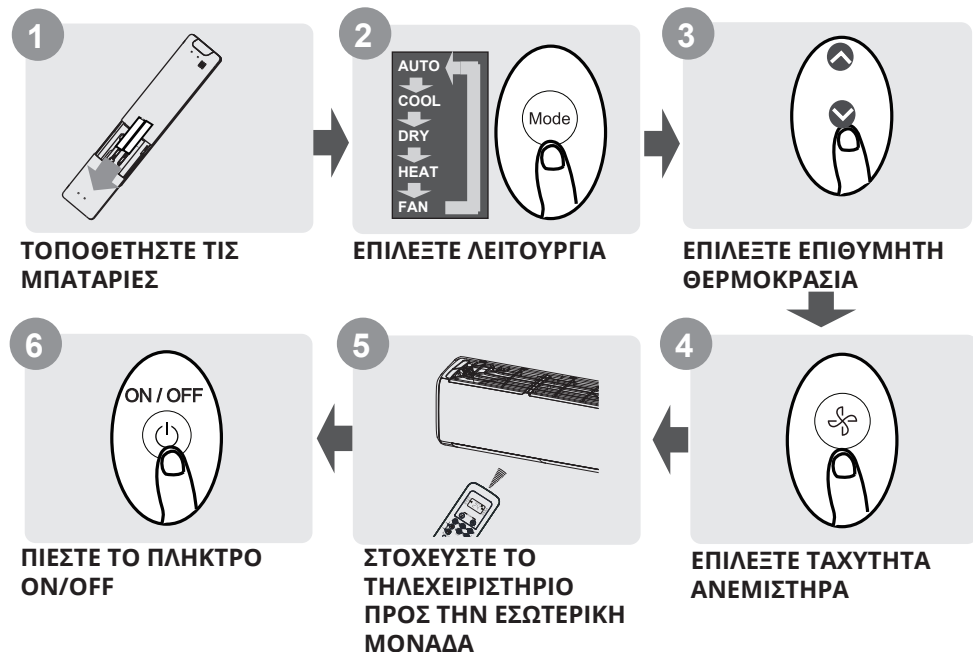 1
AUTO
COOL
DRY
HEAT
FAN
Mode
2
3
ΤΟΠΟΘΕΤΗΣΤΕ ΤΙΣ
ΜΠΑΤΑΡΙΕΣ
ΕΠΙΛΕΞΤΕ ΛΕΙΤΟΥΡΓΙΑ
ΕΠΙΛΕΞΤΕ ΕΠΙΘΥΜΗΤΗ
ΘΕΡΜΟΚΡΑΣΙΑ
4
ΕΠΙΛΕΞΤΕ ΤΑΧΥΤΗΤΑ
ΑΝΕΜΙΣΤΗΡΑ
5
ΣΤΟΧΕΥΣΤΕ ΤΟ
ΤΗΛΕΧΕΙΡΙΣΤΗΡΙΟ
ΠΡΟΣ ΤΗΝ ΕΣΩΤΕΡΙΚΗ
ΜΟΝΑΔΑ
6
ON / OFF
ΠΙΕΣΤΕ ΤΟ ΠΛΗΚΤΡΟ
ON/OFF